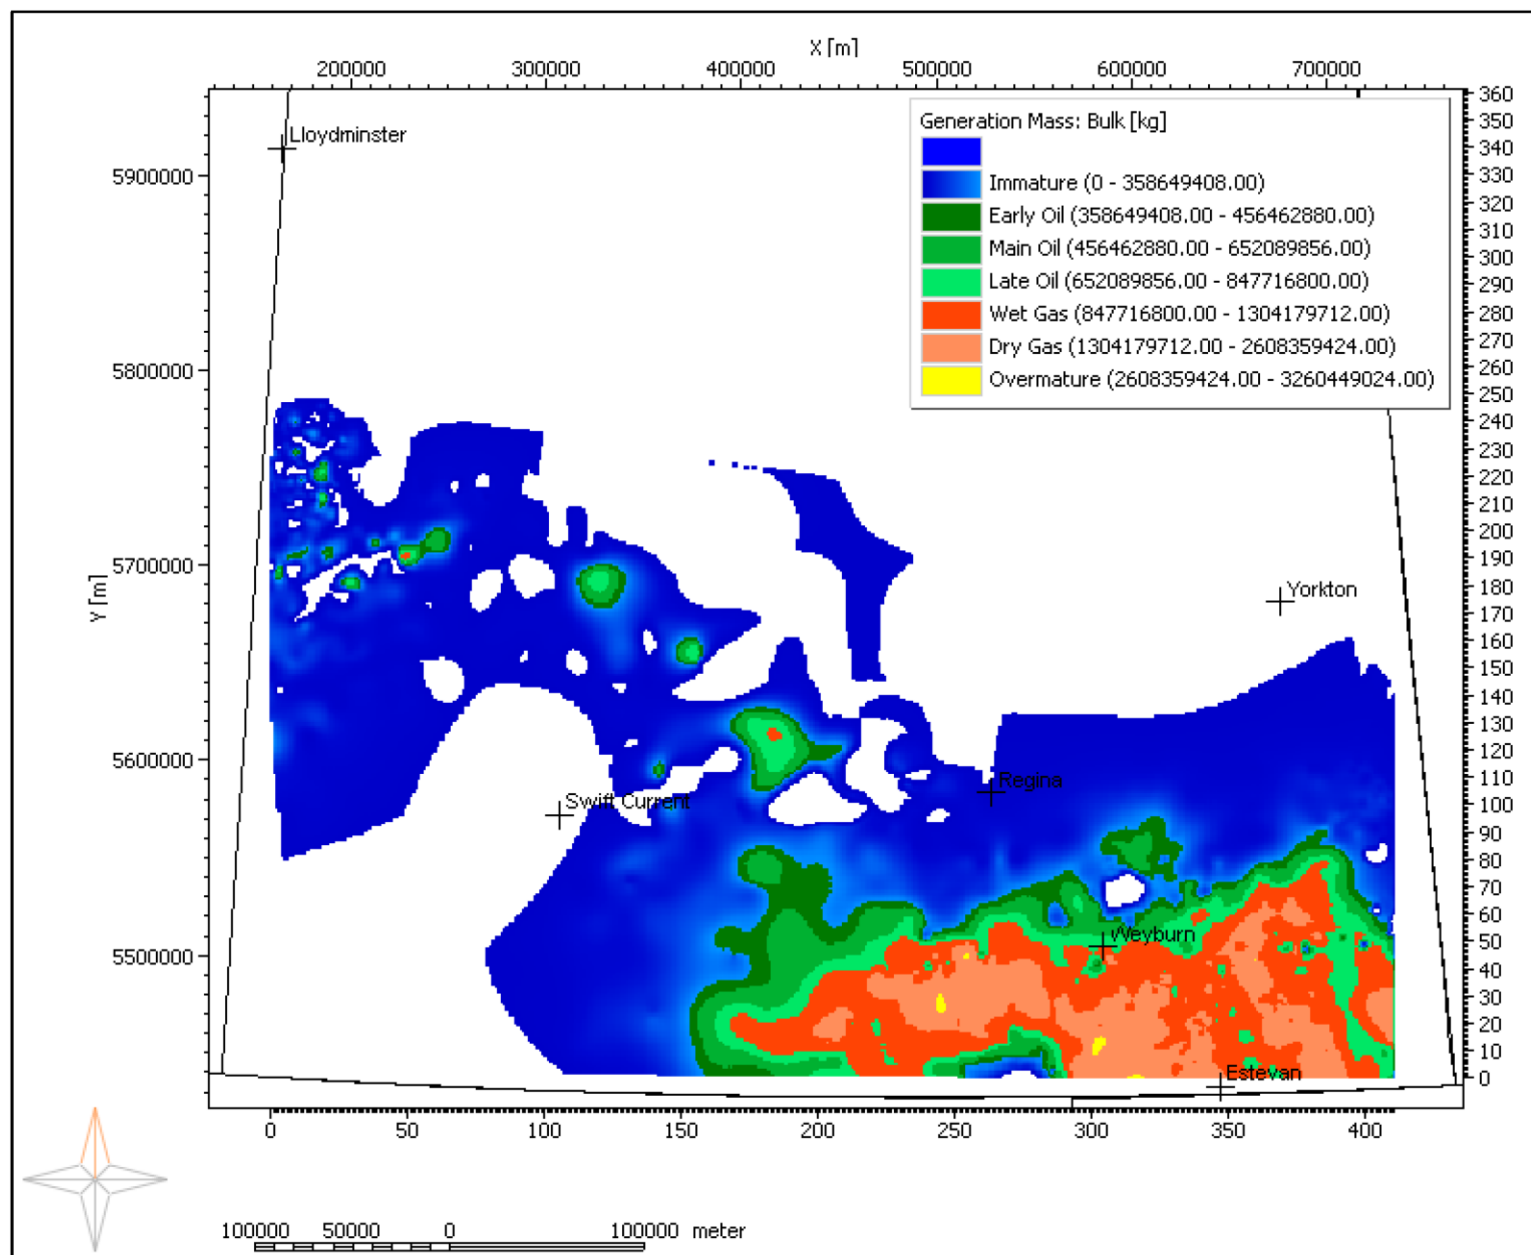 X [m]
200000 300000 400000 500000 600000 700000
Generation Mass: Bulk [kg]
Immature (0 - 358649408.00)
Early Oil (358649408.00 - 456462880.00)
Main Oil (456462880.00 - 652089856.00)
Late Oil (652089856.00 - 847716800.00)
Wet Gas (847716800.00 - 1304179712.00)
Dry Gas (1304179712.00 - 2608359424.00)
Overmature (2608359424.00 - 3260449024.00)
Lloydminster
Yorkton
Regina
Swift Current
Weyburn
Estevan
Y [m]
5900000
5800000
5700000
5600000
5500000
360
350
340
330
320
310
300
290
280
270
260
250
240
230
220
210
200
190
180
170
160
150
140
130
120
110
100
90
80
70
60
50
40
30
20
10
0
0 50 100 150 200 250 300 350 400
100000 50000 0 100000 meter